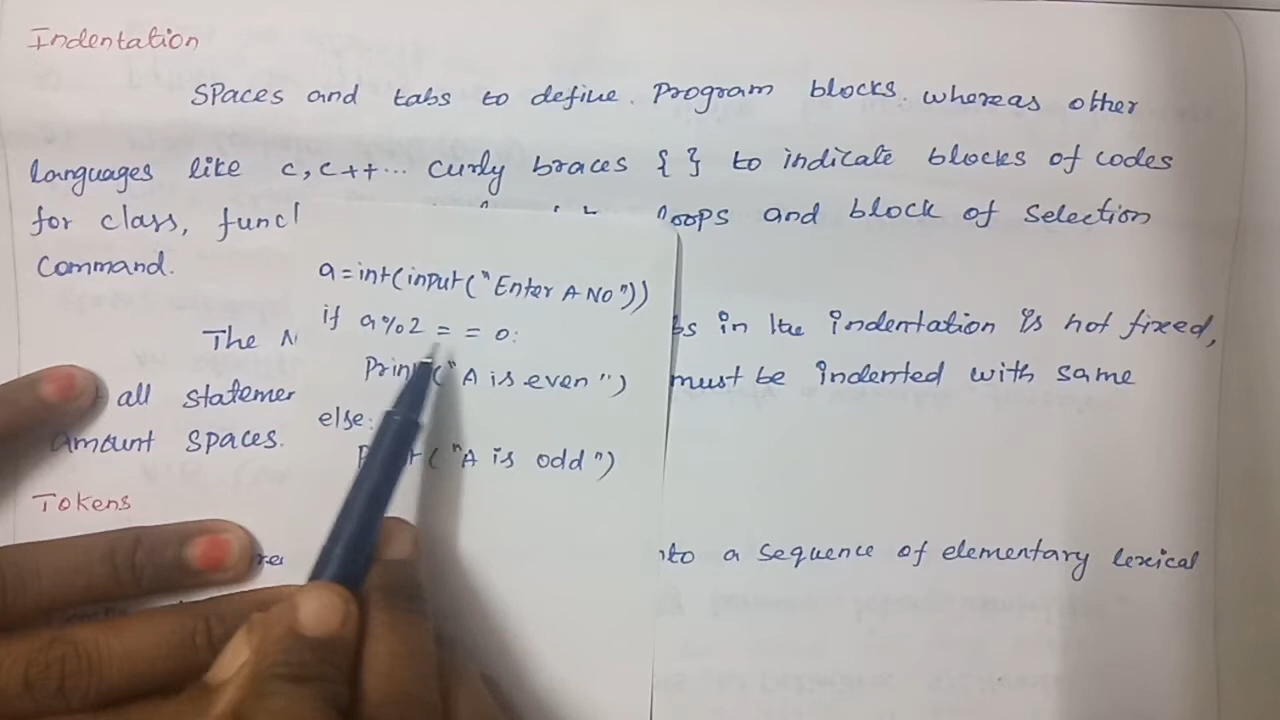 Indentation
Spaces and tabs to define. Program blocks. whereas other
languages like C, C++... Curly braces { } to indicate blocks of codes
for class, loops and block of selection
Command.
a=int(input("Enter A No"))
if a%2 = = 0:
Print("A is even")
else:
Print("A is odd")
The in the indentation is not fixed,
all must be indented with same
amount spaces.
Tokens
to a sequence of elementary lexical